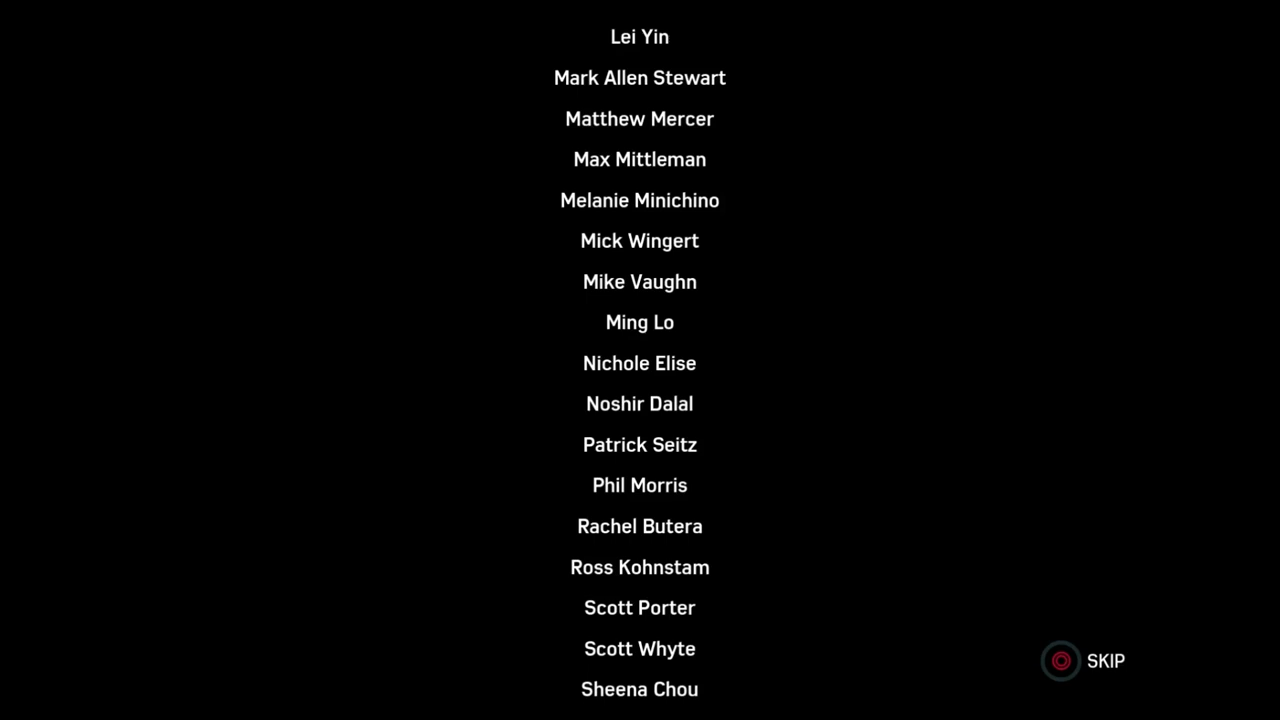 Lei Yin
Mark Allen Stewart
Matthew Mercer
Max Mittleman
Melanie Minichino
Mick Wingert
Mike Vaughn
Ming Lo
Nichole Elise
Noshir Dalal
Patrick Seitz
Phil Morris
Rachel Butera
Ross Kohnstam
Scott Porter
Scott Whyte
SKIP
Sheena Chou